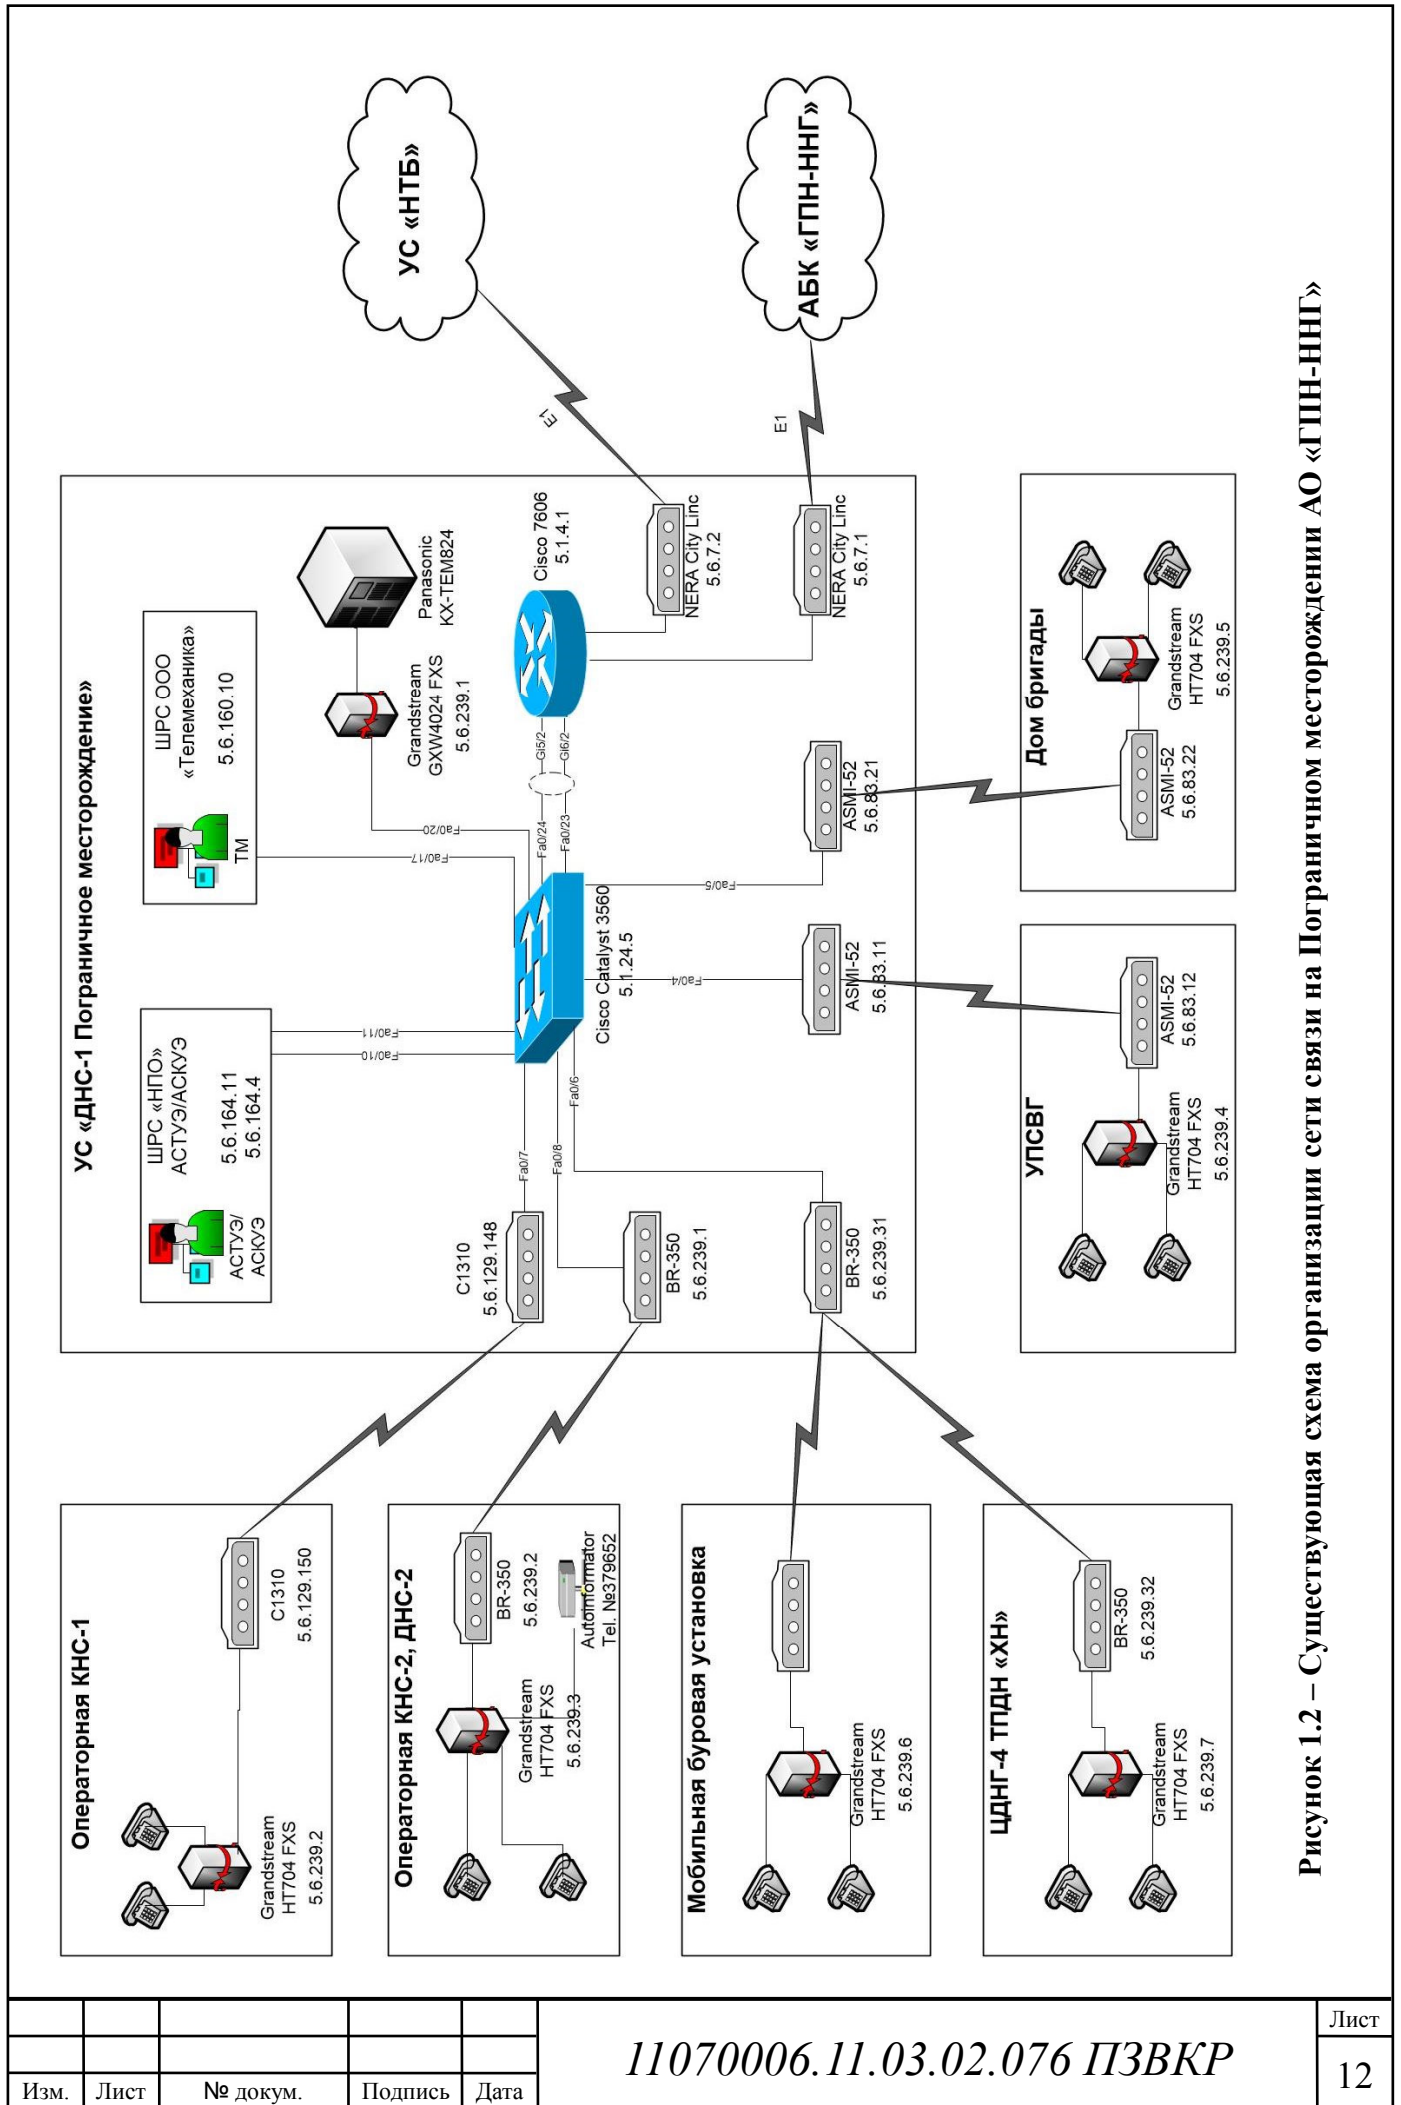 УС «ДНС-1 Пограничное месторождение»
ШРС «НПО»
АСТУЭ/АСКУЭ
5.6.164.11
5.6.164.4
АСТУЭ/
АСКУЭ
ШРС ООО
«Телемеханика»
5.6.160.10
ТМ
Panasonic
KX-TEM824
Grandstream
GXW4024 FXS
5.6.239.1
Cisco 7606
5.1.4.1
NERA City Linc
5.6.7.2
NERA City Linc
5.6.7.1
E1
E1
УС «НТБ»
АБК «ГПН-ННГ»
Fa0/11
Fa0/10
Fa0/17
Fa0/20
Fa0/24
Fa0/23
Gi5/2
Gi6/2
Fa0/7
Fa0/8
Fa0/6
Fa0/4
Fa0/5
Cisco Catalyst 3560
5.1.24.5
C1310
5.6.129.148
BR-350
5.6.239.1
BR-350
5.6.239.31
ASMI-52
5.6.83.11
ASMI-52
5.6.83.21
Операторная КНС-1
C1310
5.6.129.150
Grandstream
HT704 FXS
5.6.239.2
Операторная КНС-2, ДНС-2
BR-350
5.6.239.2
Autoinformator
Tel. №379652
Grandstream
HT704 FXS
5.6.239.3
Мобильная буровая установка
Grandstream
HT704 FXS
5.6.239.6
ЦДНГ-4 ТПДН «ХН»
BR-350
5.6.239.32
Grandstream
HT704 FXS
5.6.239.7
УПСВГ
ASMI-52
5.6.83.12
Grandstream
HT704 FXS
5.6.239.4
Дом бригады
ASMI-52
5.6.83.22
Grandstream
HT704 FXS
5.6.239.5
Рисунок 1.2 – Существующая схема организации сети связи на Пограничном месторождении АО «ГПН-ННГ»
Изм. Лист № докум. Подпись Дата
11070006.11.03.02.076 ПЗВКР
Лист
12